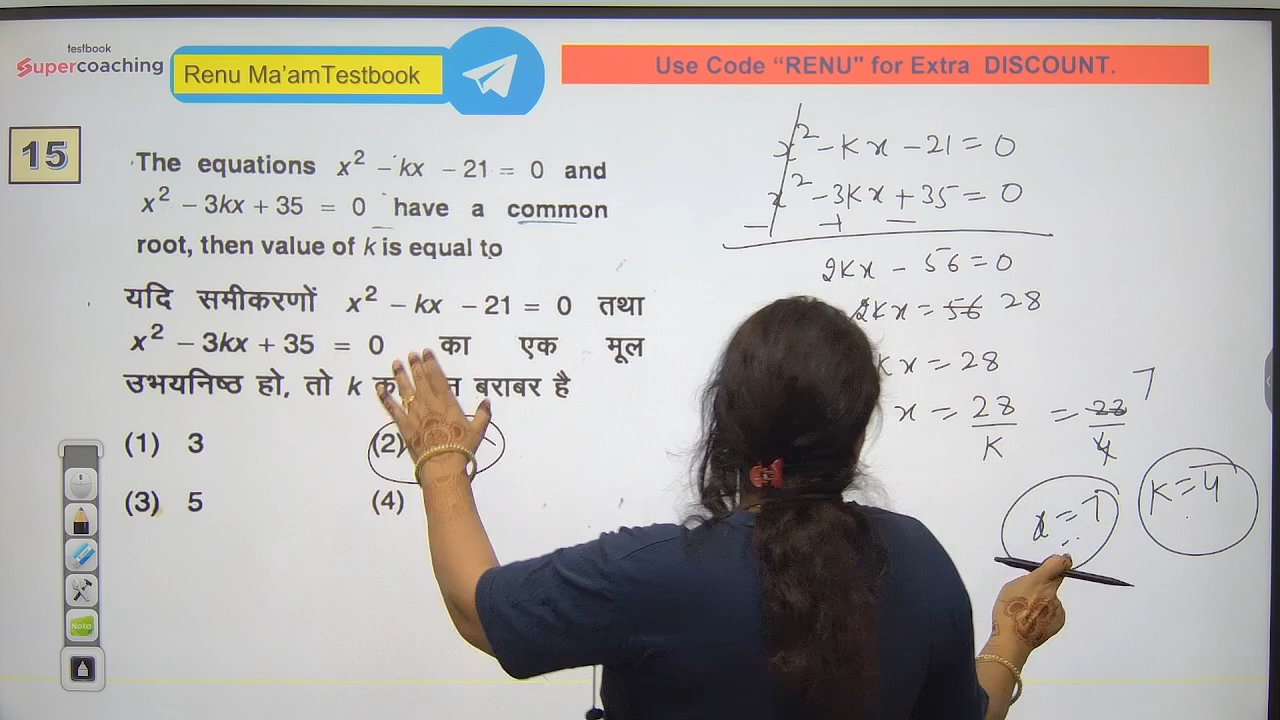 testbook
Supercoaching
Renu Ma'amTestbook
Use Code “RENU" for Extra DISCOUNT.
15
The equations x² – kx – 21 = 0 and
x² – 3kx + 35 = 0 have a common
root, then value of k is equal to
यदि समीकरणों x² – kx – 21 = 0 तथा
x² – 3kx + 35 = 0 का एक मूल
उभयनिष्ठ हो, तो k बराबर है
(1) 3
(2)
(3) 5
(4)
Note
x² - Kx - 21 = 0
x² - 3Kx + 35 = 0
- + -
2Kx - 56 = 0
2Kx = 56 28
Kx = 28
x = 28/K = 28/4 7
x = 7
K = 4